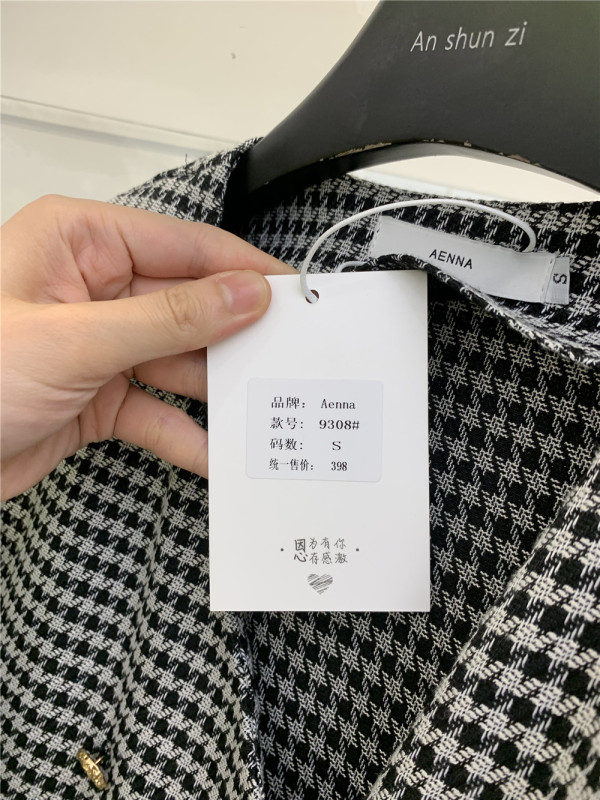 An shun zi
AENNA
S
品牌: Aenna
款号: 9308#
码数: S
统一售价: 398
因为有你
心存感激